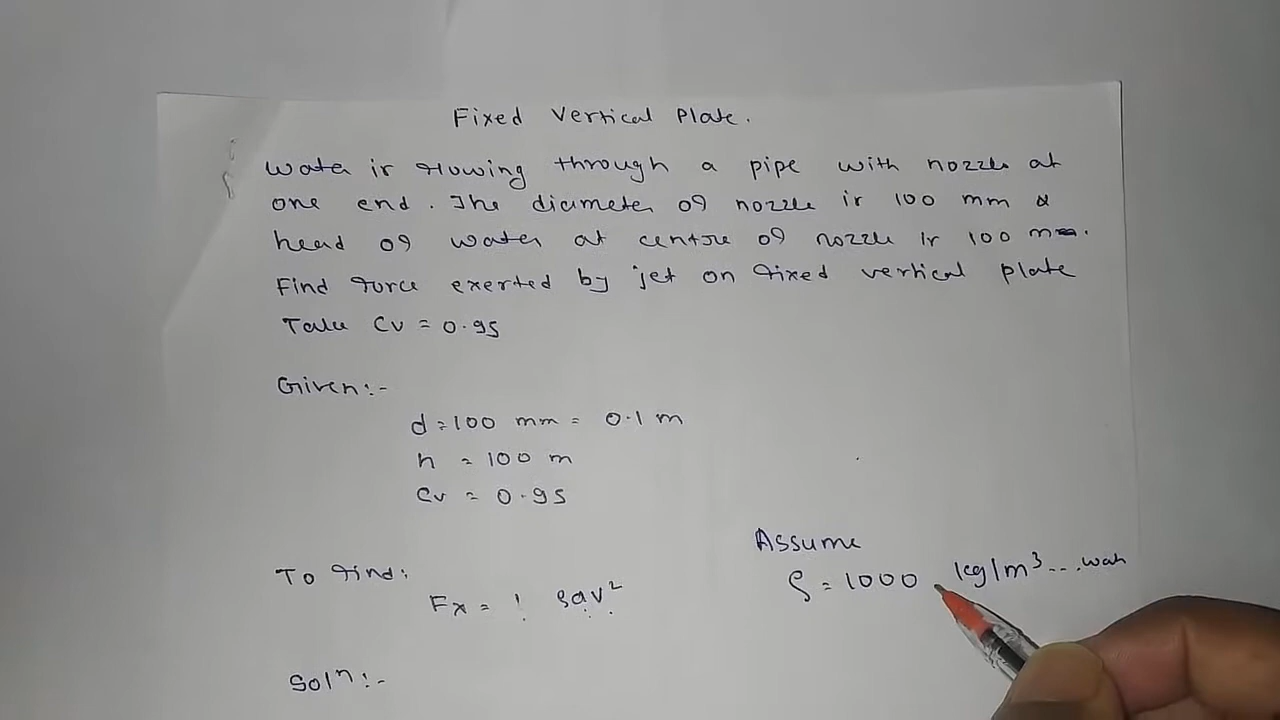 Fixed Vertical Plate.
Water is flowing through a pipe with nozzle at
one end. The diameter of nozzle is 100 mm &
head of water at centre of nozzle is 100 m.
Find force exerted by jet on fixed vertical plate
Take Cv = 0.95
Given:-
d = 100 mm = 0.1 m
h = 100 m
Cv = 0.95
Assume
ρ = 1000 kg/m³ ...
To find:
Fx = ! ρav²
Solⁿ:-